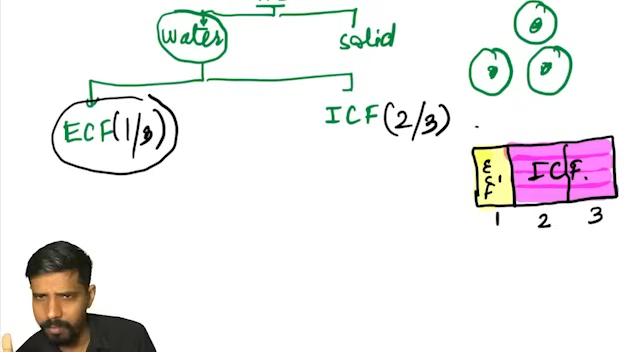 water solid
ECF (1/3) ICF (2/3)
ECF ICF.
1 2 3